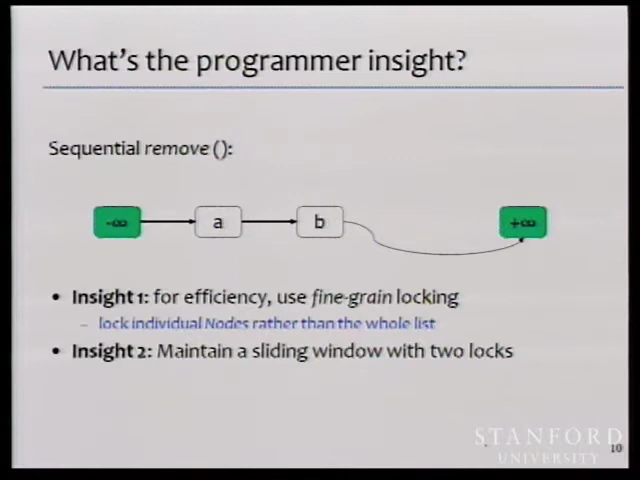 What's the programmer insight?
Sequential remove ():
-∞
a
b
+∞
• Insight 1: for efficiency, use fine-grain locking
– lock individual Nodes rather than the whole list
• Insight 2: Maintain a sliding window with two locks
STANFORD
UNIVERSITY
10